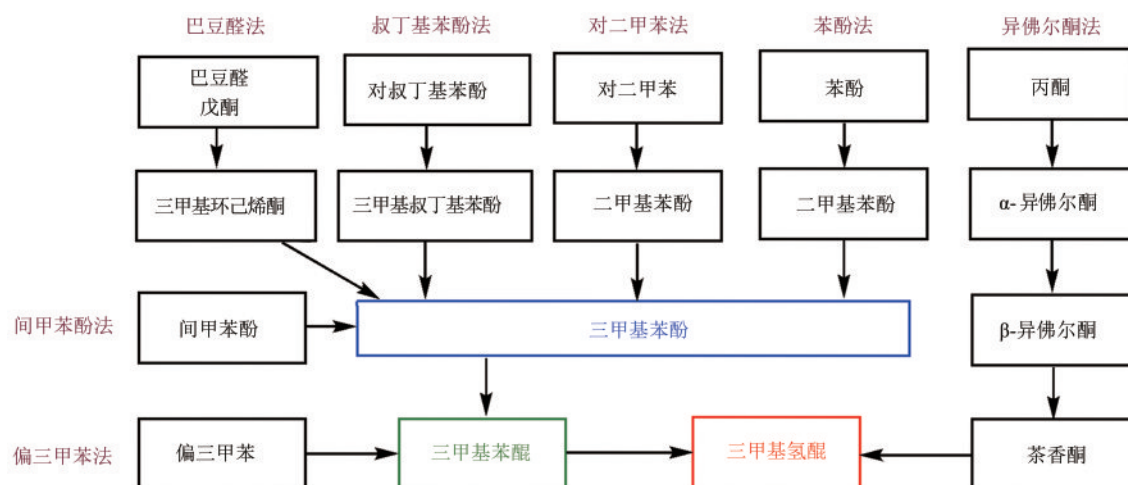 巴豆醛法
叔丁基苯酚法
对二甲苯法
苯酚法
异佛尔酮法
巴豆醛
戊酮
对叔丁基苯酚
对二甲苯
苯酚
丙酮
三甲基环己烯酮
三甲基叔丁基苯酚
二甲基苯酚
二甲基苯酚
α-异佛尔酮
间甲苯酚法
间甲苯酚
三甲基苯酚
β-异佛尔酮
偏三甲苯法
偏三甲苯
三甲基苯醌
三甲基氢醌
茶香酮